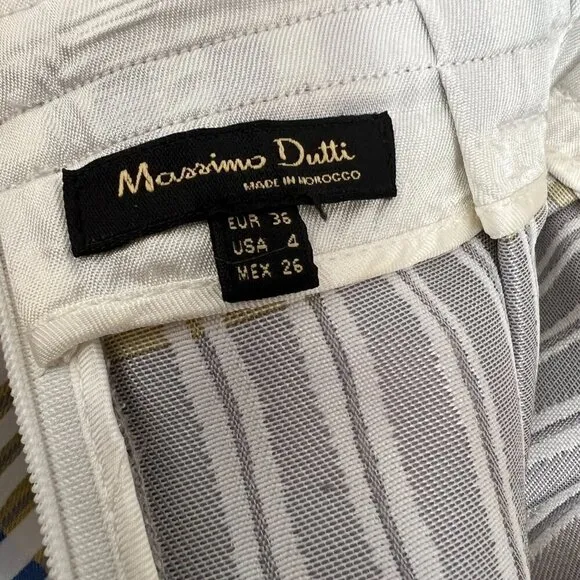 Massimo Dutti
MADE IN MOROCCO
EUR 36
USA 4
MEX 26